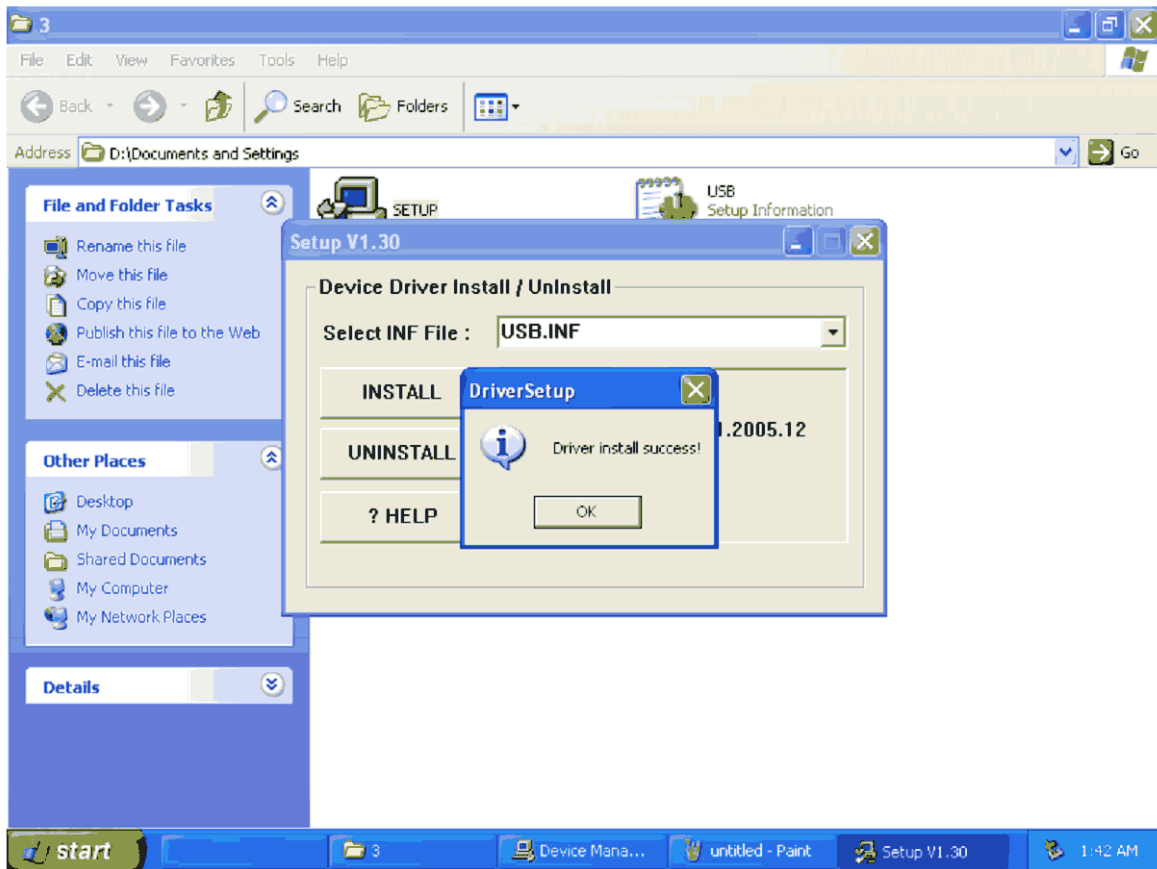 3
File Edit View Favorites Tools Help
Back Search Folders
Address D:\Documents and Settings Go
File and Folder Tasks
Rename this file
Move this file
Copy this file
Publish this file to the Web
E-mail this file
Delete this file
Other Places
Desktop
My Documents
Shared Documents
My Computer
My Network Places
Details
SETUP
USB
Setup Information
Setup V1.30
Device Driver Install / UnInstall
Select INF File : USB.INF
INSTALL
UNINSTALL
? HELP
.2005.12
DriverSetup
Driver install success!
OK
start 3 Device Mana... untitled - Paint Setup V1.30 1:42 AM